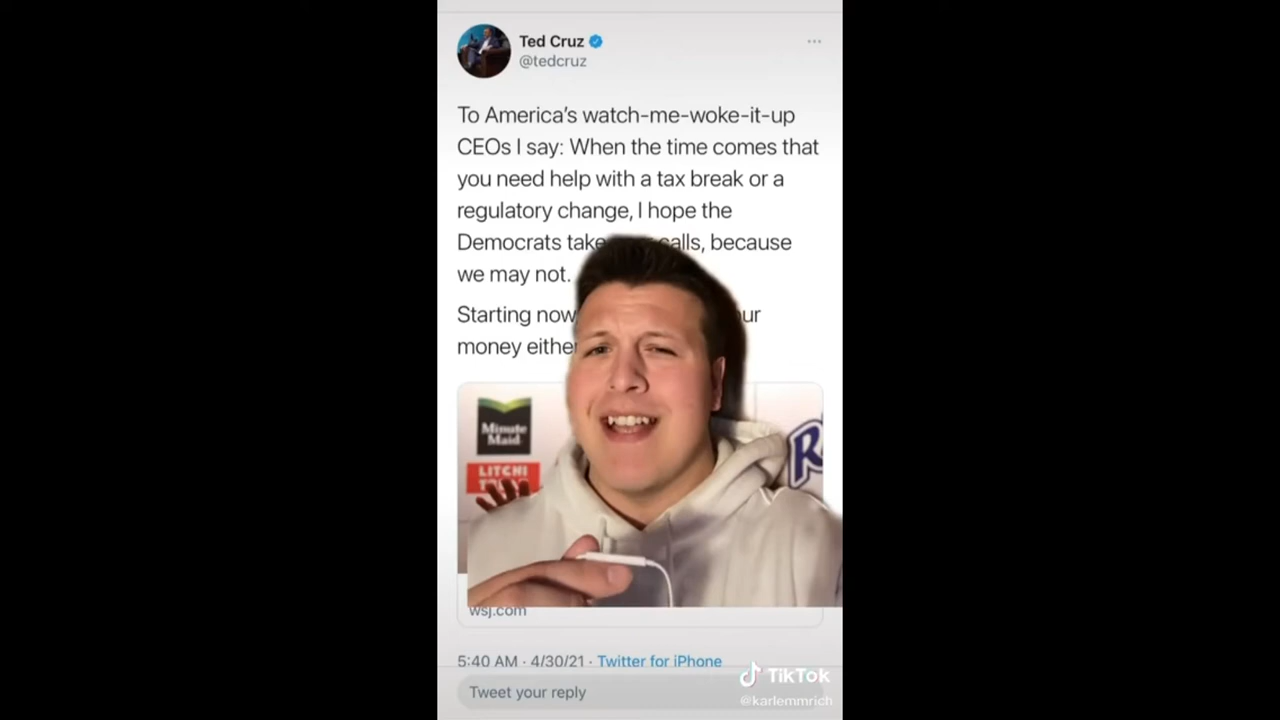 Ted Cruz
@tedcruz
To America's watch-me-woke-it-up
CEOs I say: When the time comes that
you need help with a tax break or a
regulatory change, I hope the
Democrats take calls, because
we may not.
Starting now
money either
Minute
Maid
LITCHI
wsj.com
5:40 AM · 4/30/21 · Twitter for iPhone
Tweet your reply
TikTok
@karlemmrich